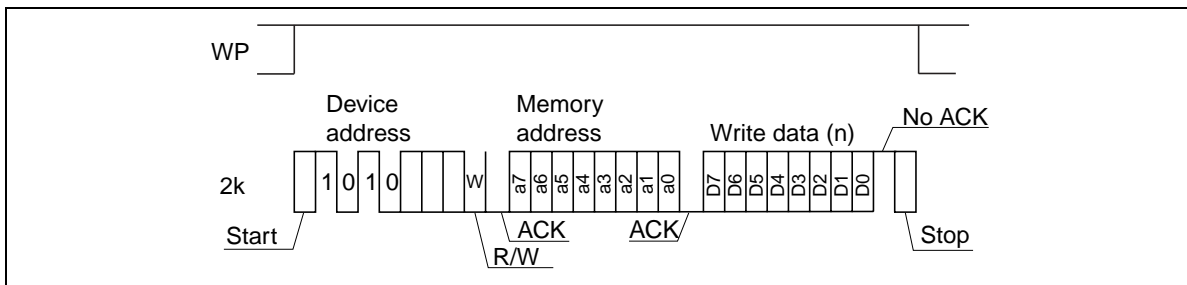 WP
Device
address
Memory
address
Write data (n)
No ACK
2k
1 0 1 0
W
a7 a6 a5 a4 a3 a2 a1 a0
D7 D6 D5 D4 D3 D2 D1 D0
Start
ACK
R/W
ACK
Stop